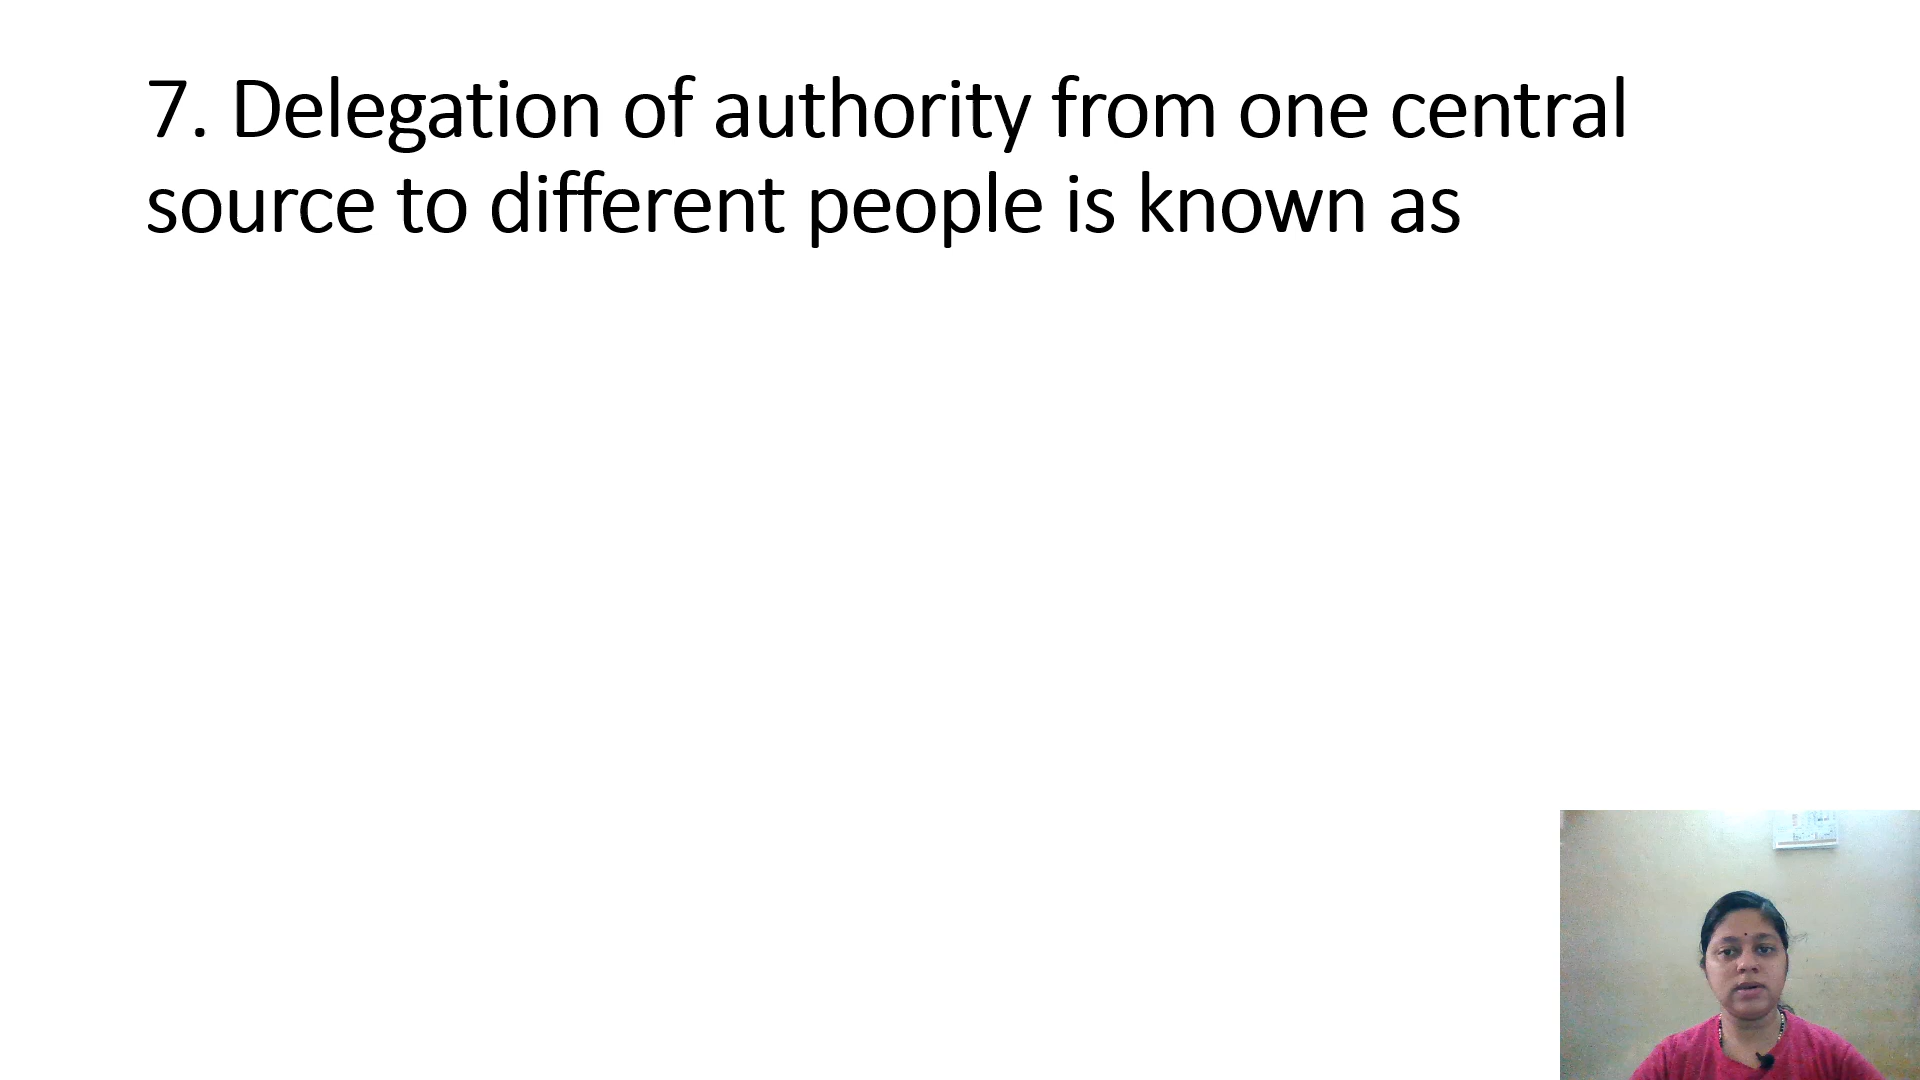 7. Delegation of authority from one central
source to different people is known as